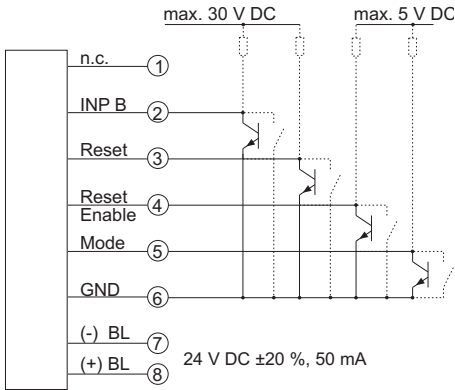 max. 30 V DC
max. 5 V DC
n.c.
1
INP B
2
Reset
3
Reset
Enable
4
Mode
5
GND
6
(-) BL
7
(+) BL
8
24 V DC ±20 %, 50 mA